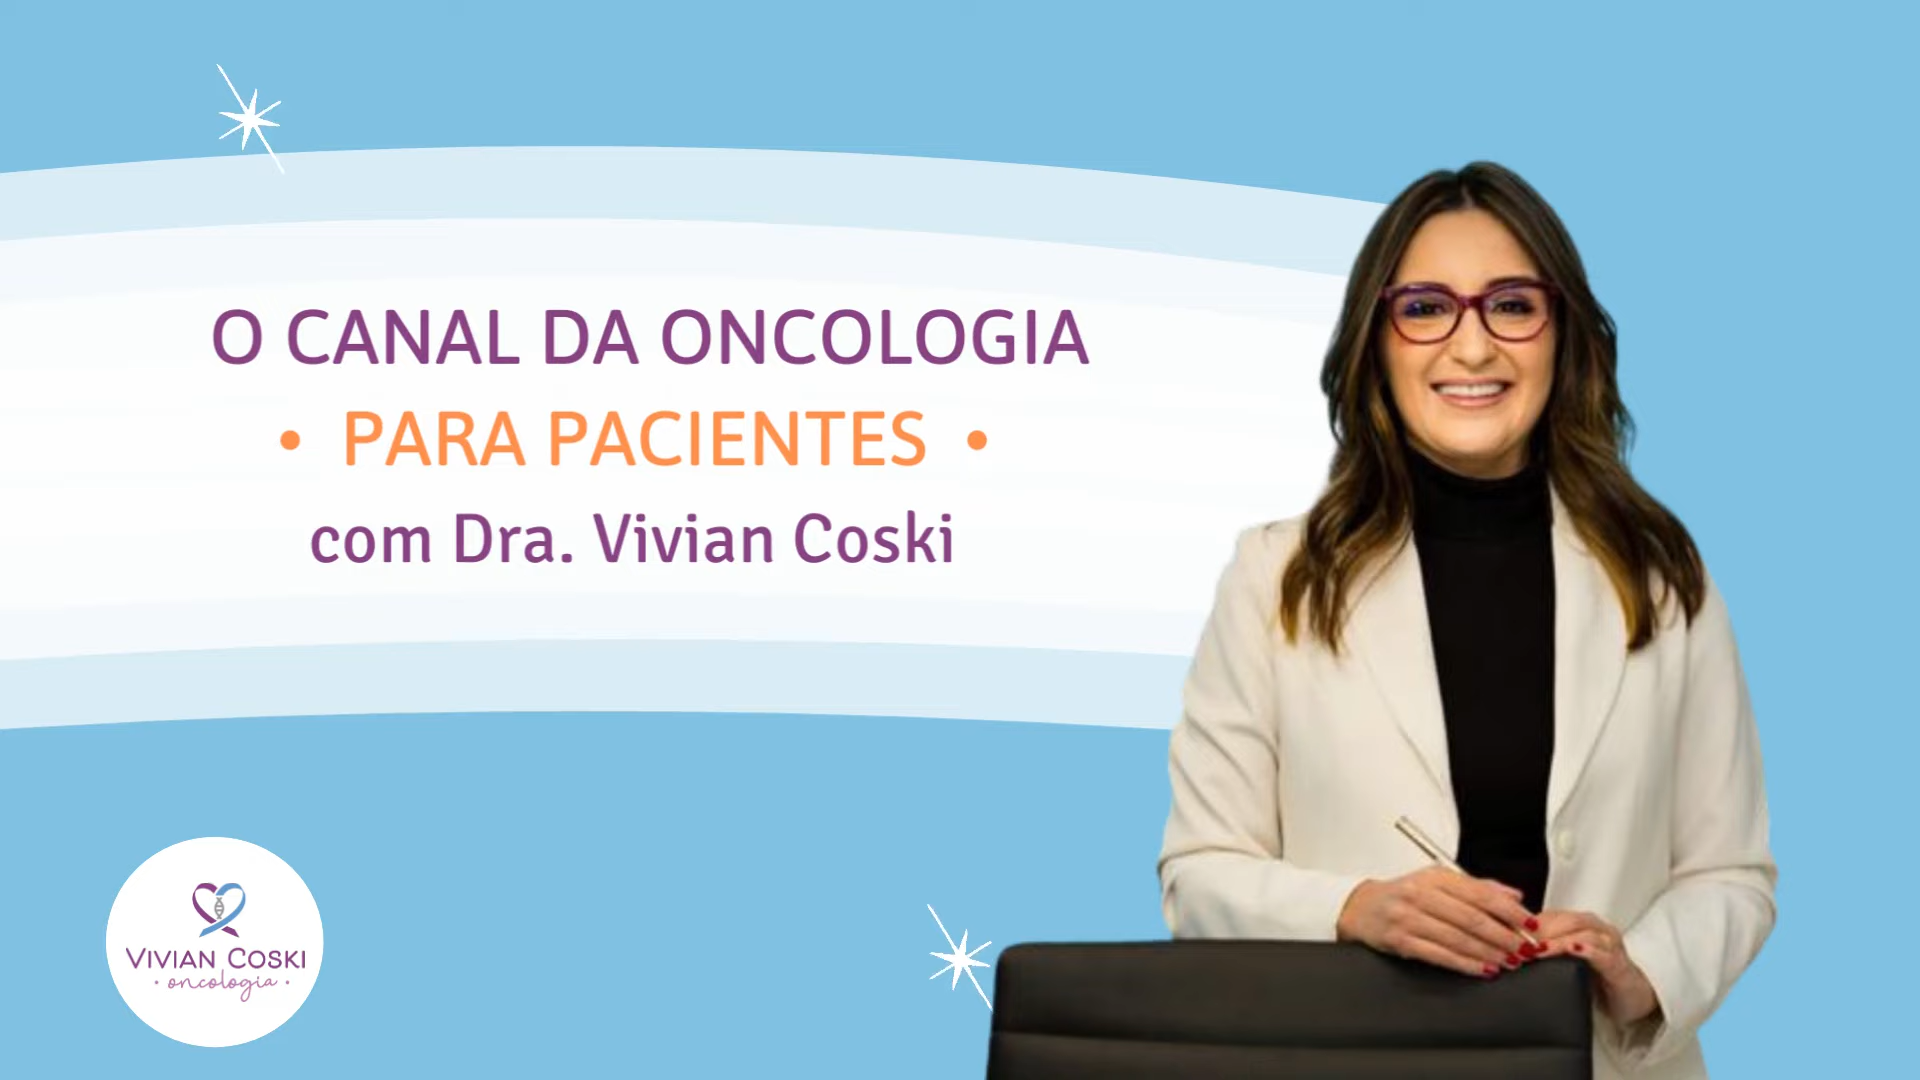 O CANAL DA ONCOLOGIA
• PARA PACIENTES •
com Dra. Vivian Coski
VIVIAN COSKI
• oncologia •